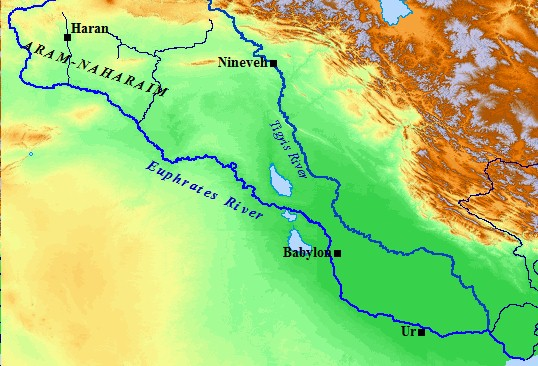 Haran
ARAM-NAHARAIM
Nineveh
Tigris River
Euphrates River
Babylon
Ur